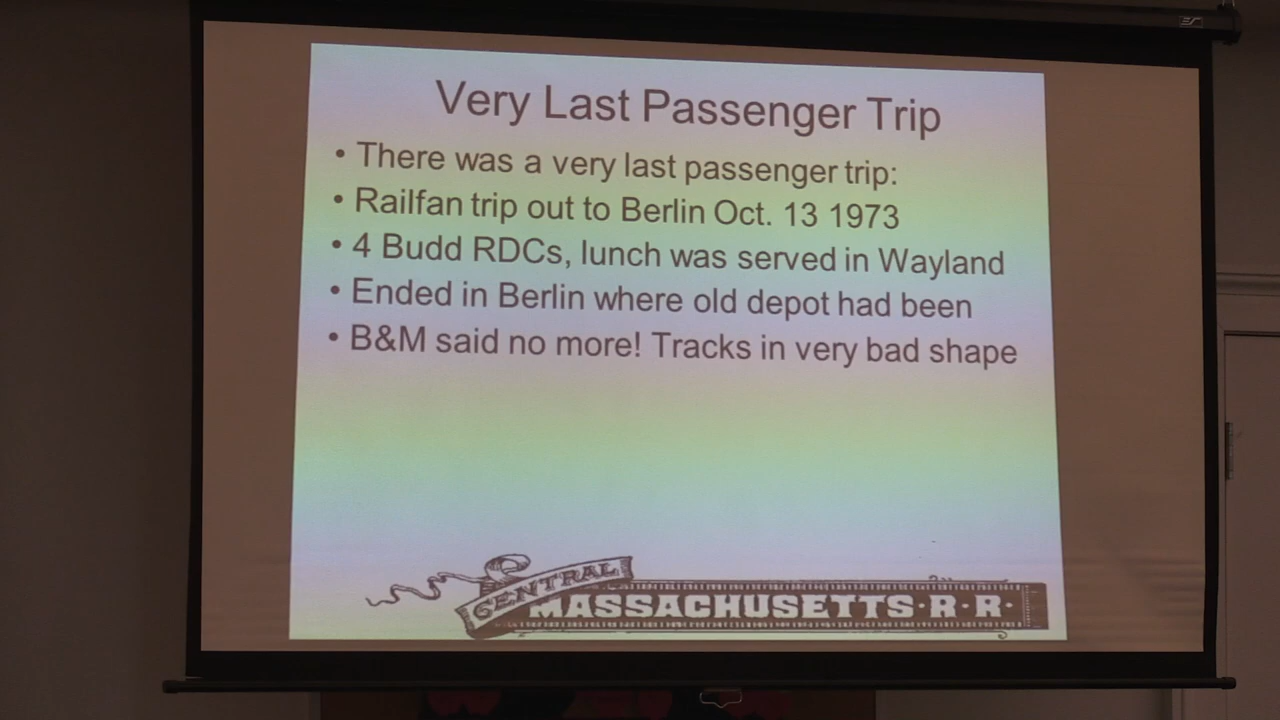 Very Last Passenger Trip
• There was a very last passenger trip:
• Railfan trip out to Berlin Oct. 13 1973
• 4 Budd RDCs, lunch was served in Wayland
• Ended in Berlin where old depot had been
• B&M said no more! Tracks in very bad shape
CENTRAL
MASSACHUSETTS·R·R·